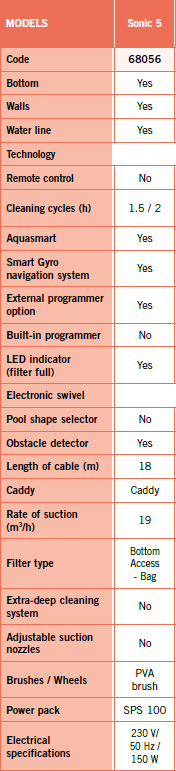 MODELS Sonic 5
Code 68056
Bottom Yes
Walls Yes
Water line Yes
Technology
Remote control No
Cleaning cycles (h) 1.5 / 2
Aquasmart Yes
Smart Gyro
navigation system Yes
External programmer
option Yes
Built-in programmer No
LED indicator
(filter full) Yes
Electronic swivel
Pool shape selector No
Obstacle detector Yes
Length of cable (m) 18
Caddy Caddy
Rate of suction
(m³/h) 19
Filter type Bottom
Access
- Bag
Extra-deep cleaning
system No
Adjustable suction
nozzles No
Brushes / Wheels PVA
brush
Power pack SPS 100
Electrical
specifications 230 V/
50 Hz /
150 W